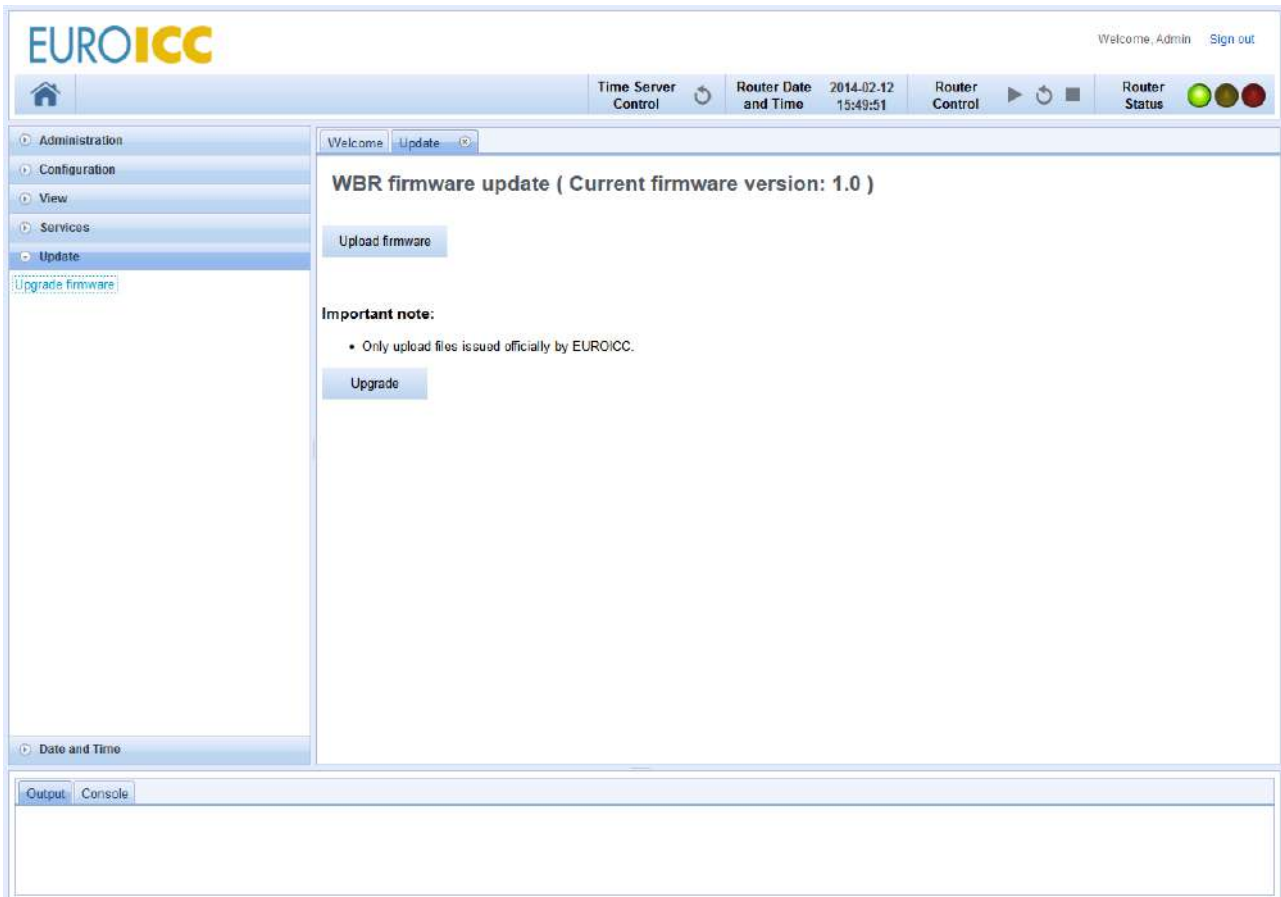 EUROICC
Welcome, Admin Sign out
Time Server Control
Router Date and Time
2014-02-12 15:49:51
Router Control
Router Status
Administration
Configuration
View
Services
Update
Upgrade firmware
Date and Time
Welcome Update
WBR firmware update ( Current firmware version: 1.0 )
Upload firmware
Important note:
• Only upload files issued officially by EUROICC.
Upgrade
Output Console